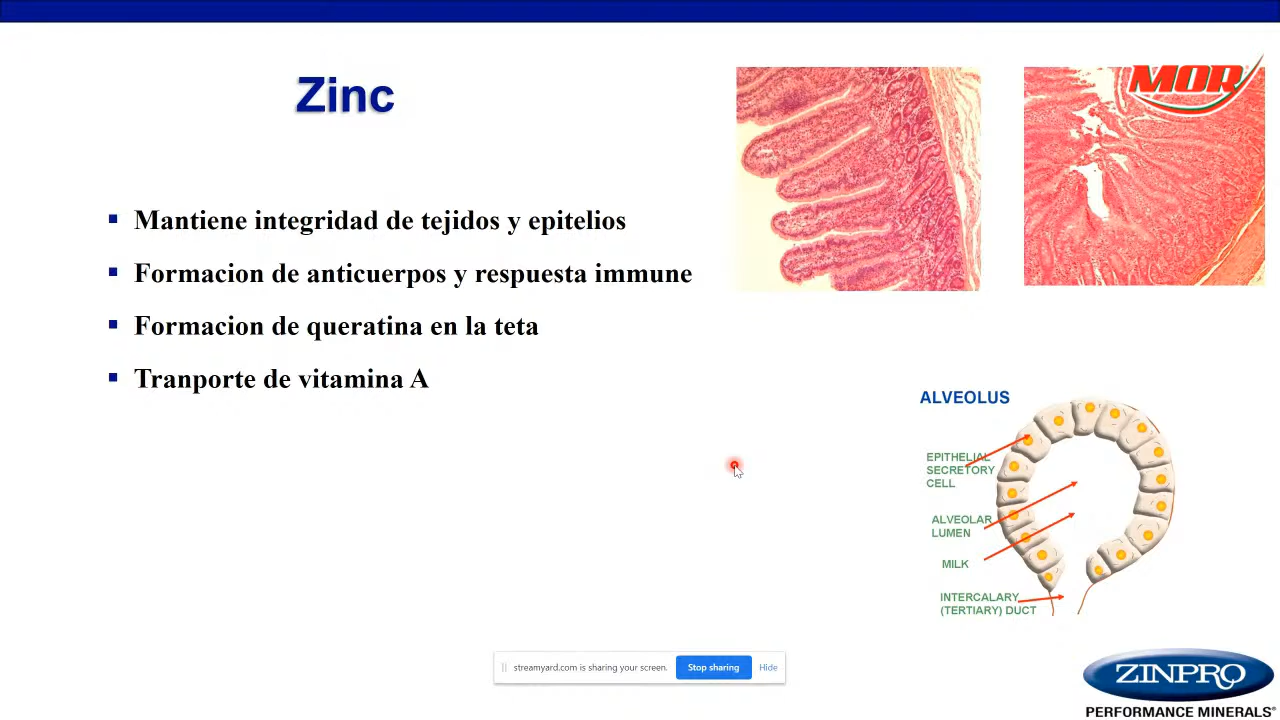 Zinc
MOR
Mantiene integridad de tejidos y epitelios
Formacion de anticuerpos y respuesta immune
Formacion de queratina en la teta
Tranporte de vitamina A
ALVEOLUS
EPITHELIAL
SECRETORY
CELL
ALVEOLAR
LUMEN
MILK
INTERCALARY
(TERTIARY) DUCT
streamyard.com is sharing your screen.
Stop sharing
Hide
ZINPRO
PERFORMANCE MINERALS®